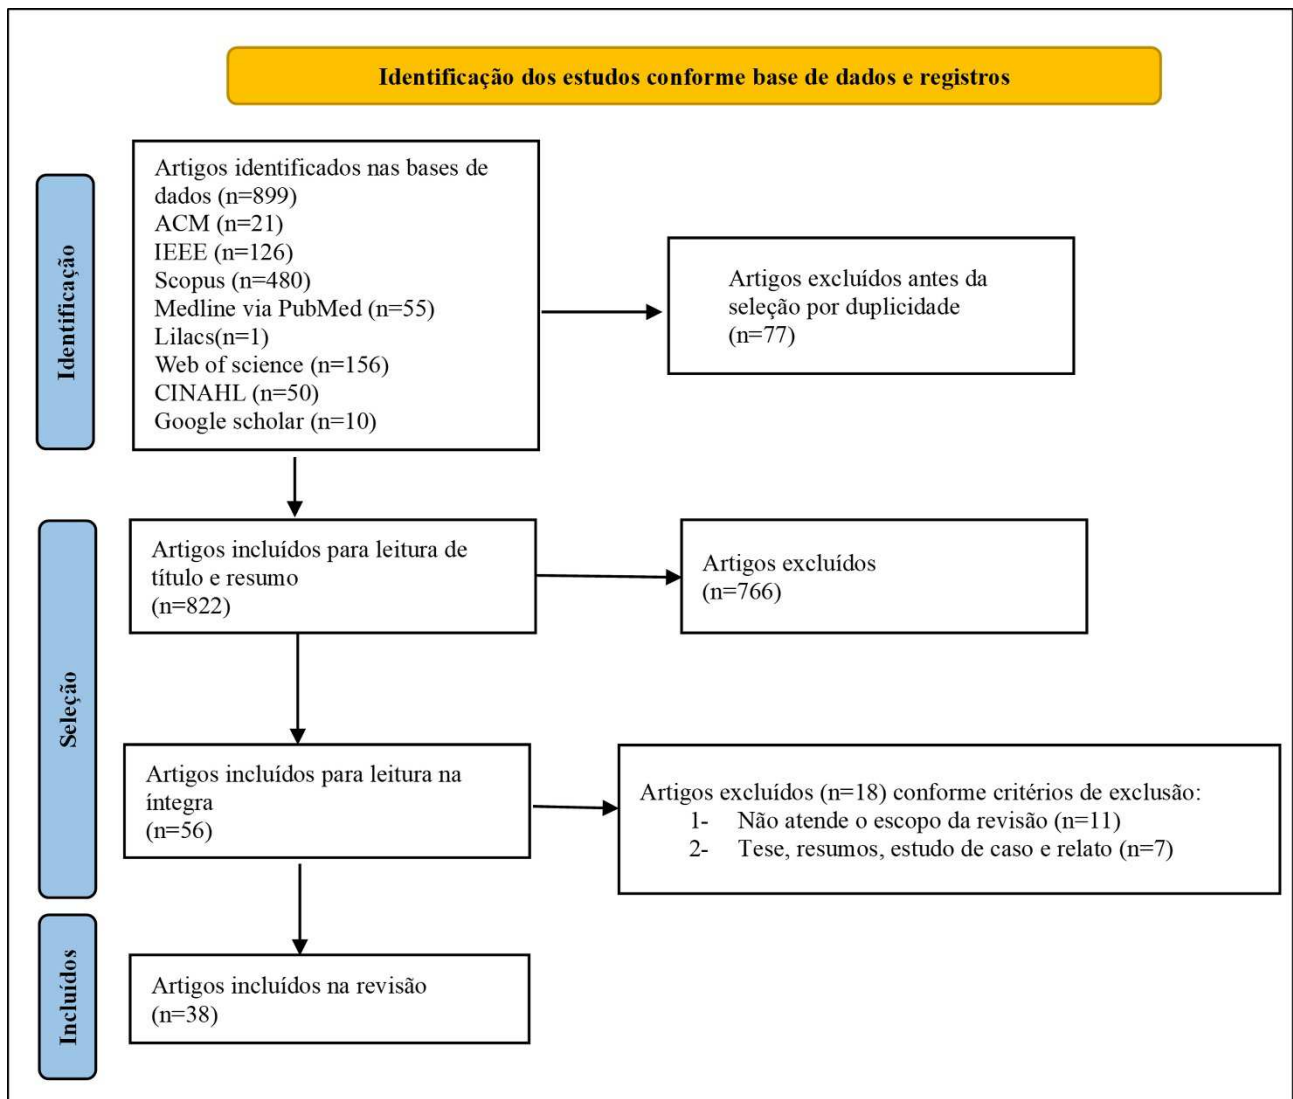 Identificação dos estudos conforme base de dados e registros
Identificação
Artigos identificados nas bases de
dados (n=899)
ACM (n=21)
IEEE (n=126)
Scopus (n=480)
Medline via PubMed (n=55)
Lilacs(n=1)
Web of science (n=156)
CINAHL (n=50)
Google scholar (n=10)
Artigos excluídos antes da
seleção por duplicidade
(n=77)
Seleção
Artigos incluídos para leitura de
título e resumo
(n=822)
Artigos excluídos
(n=766)
Artigos incluídos para leitura na
íntegra
(n=56)
Artigos excluídos (n=18) conforme critérios de exclusão:
1- Não atende o escopo da revisão (n=11)
2- Tese, resumos, estudo de caso e relato (n=7)
Incluídos
Artigos incluídos na revisão
(n=38)